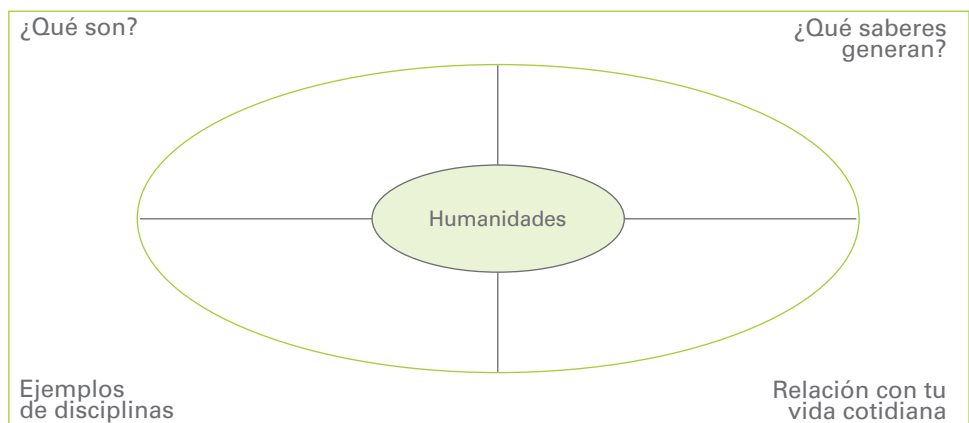 ¿Qué son?
¿Qué saberes
generan?
Humanidades
Ejemplos
de disciplinas
Relación con tu
vida cotidiana